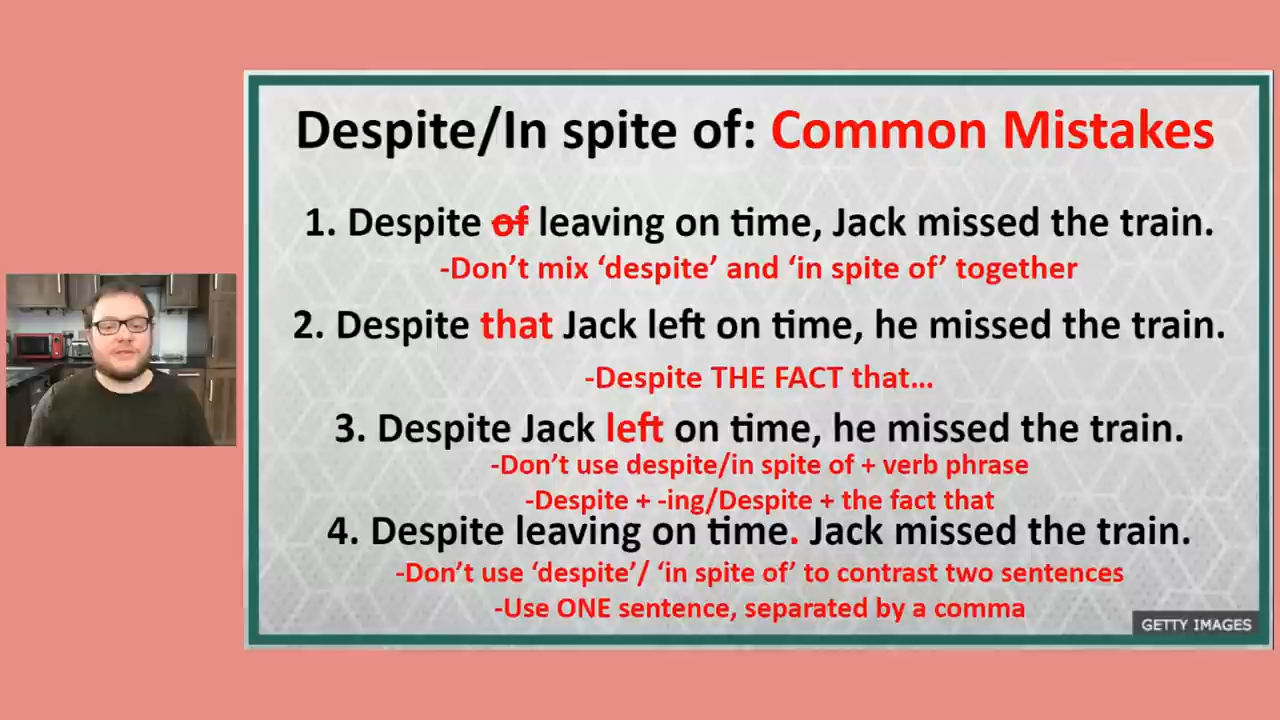 Despite/In spite of: Common Mistakes
1. Despite of leaving on time, Jack missed the train.
-Don't mix ‘despite’ and ‘in spite of’ together
2. Despite that Jack left on time, he missed the train.
-Despite THE FACT that...
3. Despite Jack left on time, he missed the train.
-Don't use despite/in spite of + verb phrase
-Despite + -ing/Despite + the fact that
4. Despite leaving on time. Jack missed the train.
-Don't use ‘despite’/ ‘in spite of’ to contrast two sentences
-Use ONE sentence, separated by a comma
GETTY IMAGES